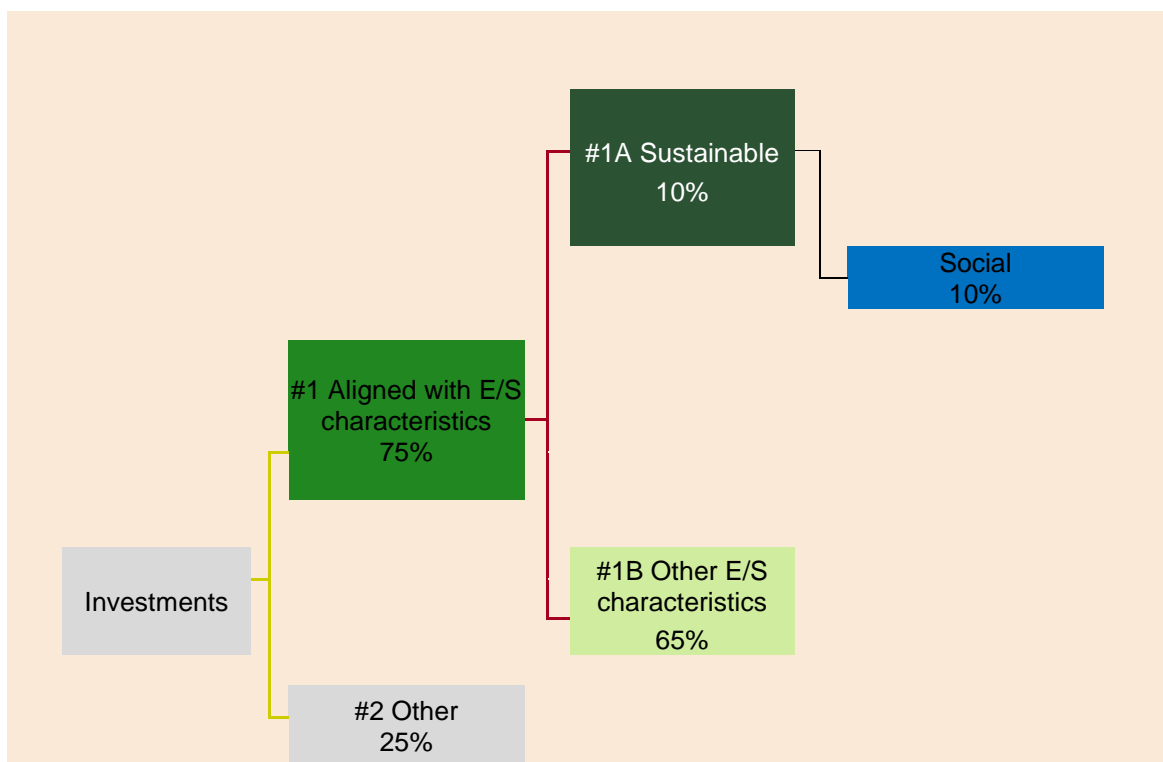 #1A Sustainable
10%
Social
10%
#1 Aligned with E/S
characteristics
75%
#1B Other E/S
characteristics
65%
Investments
#2 Other
25%